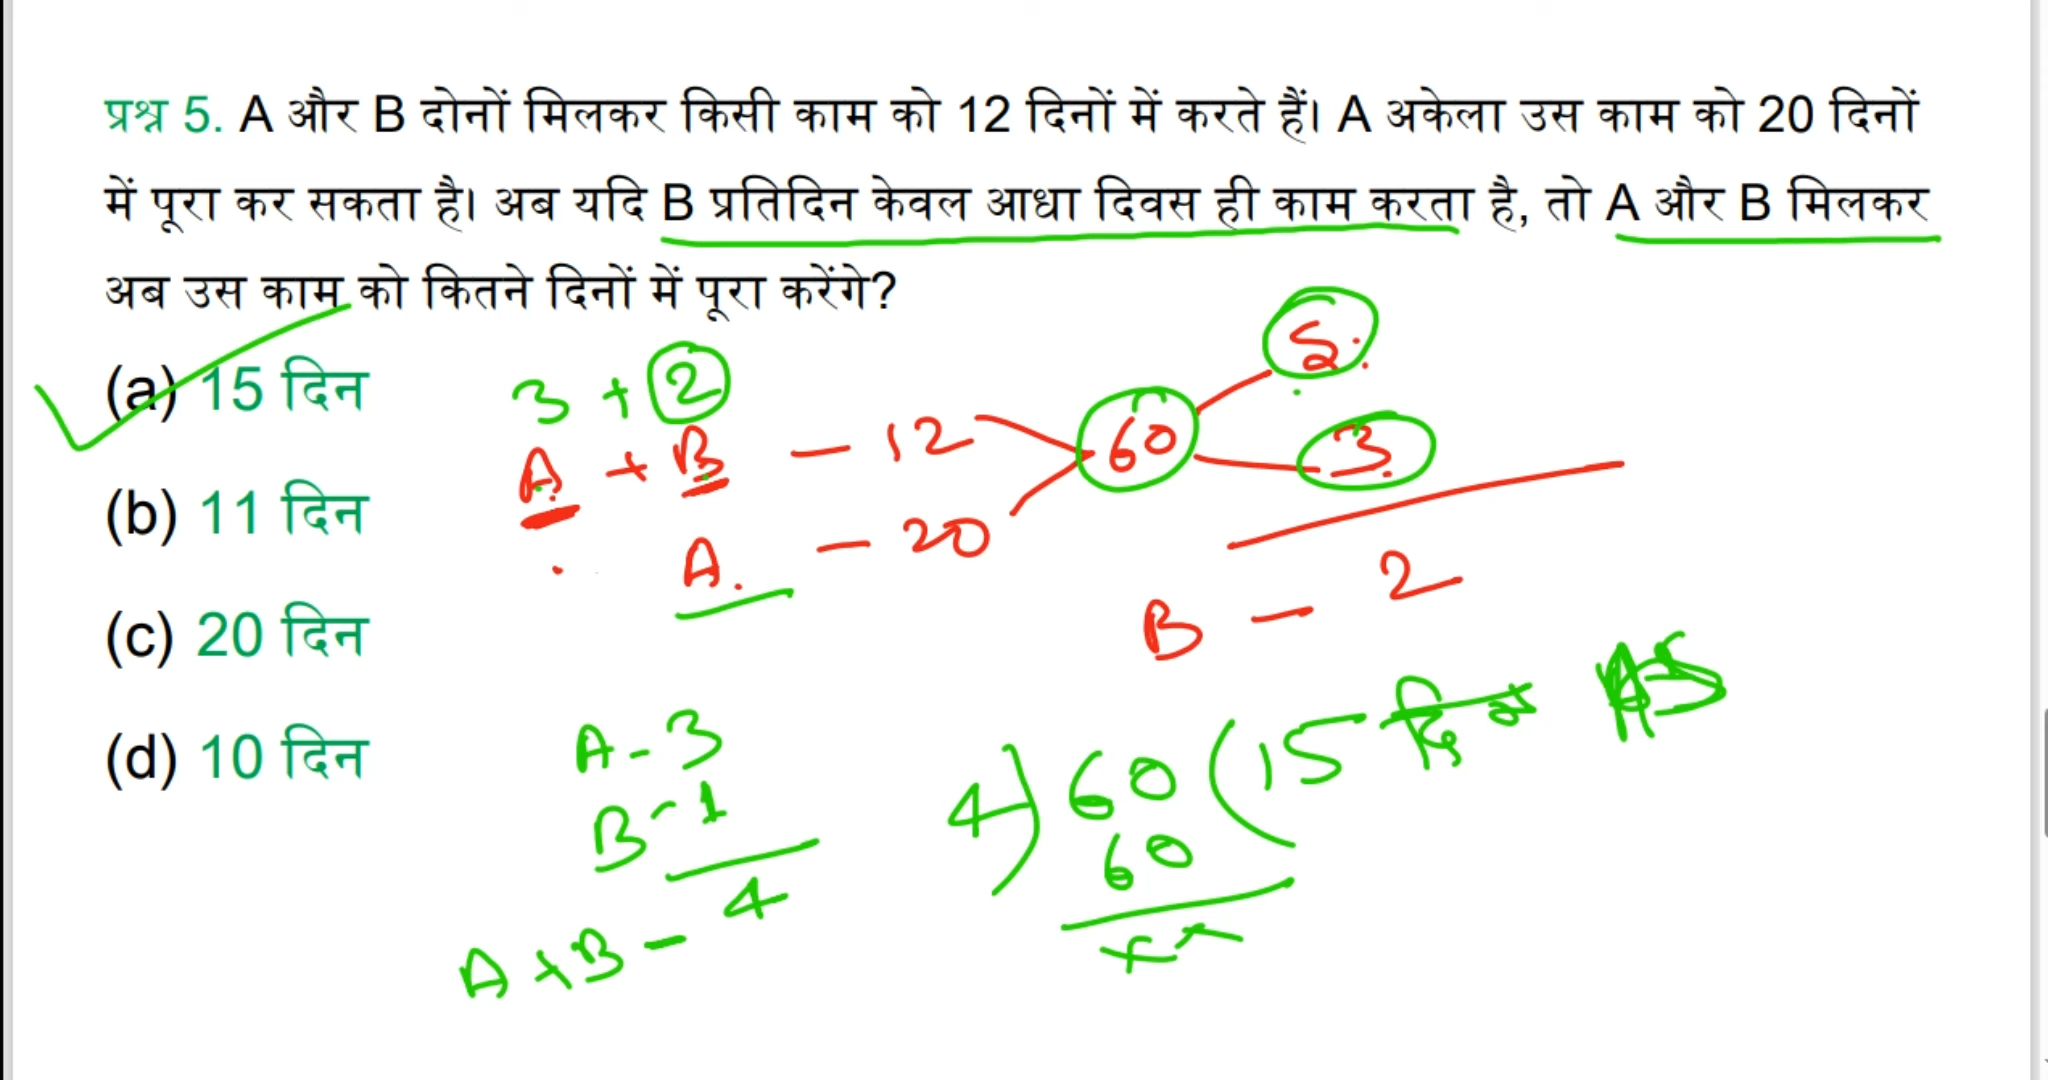 प्रश्न 5. A और B दोनों मिलकर किसी काम को 12 दिनों में करते हैं। A अकेला उस काम को 20 दिनों
में पूरा कर सकता है। अब यदि B प्रतिदिन केवल आधा दिवस ही काम करता है, तो A और B मिलकर
अब उस काम को कितने दिनों में पूरा करेंगे?
(a) 15 दिन
(b) 11 दिन
(c) 20 दिन
(d) 10 दिन
3 + 2
A + B - 12
A. - 20
60
5
3
B - 2
A - 3
B - 1
A + B - 4
4) 60 ( 15 दिन
60
××